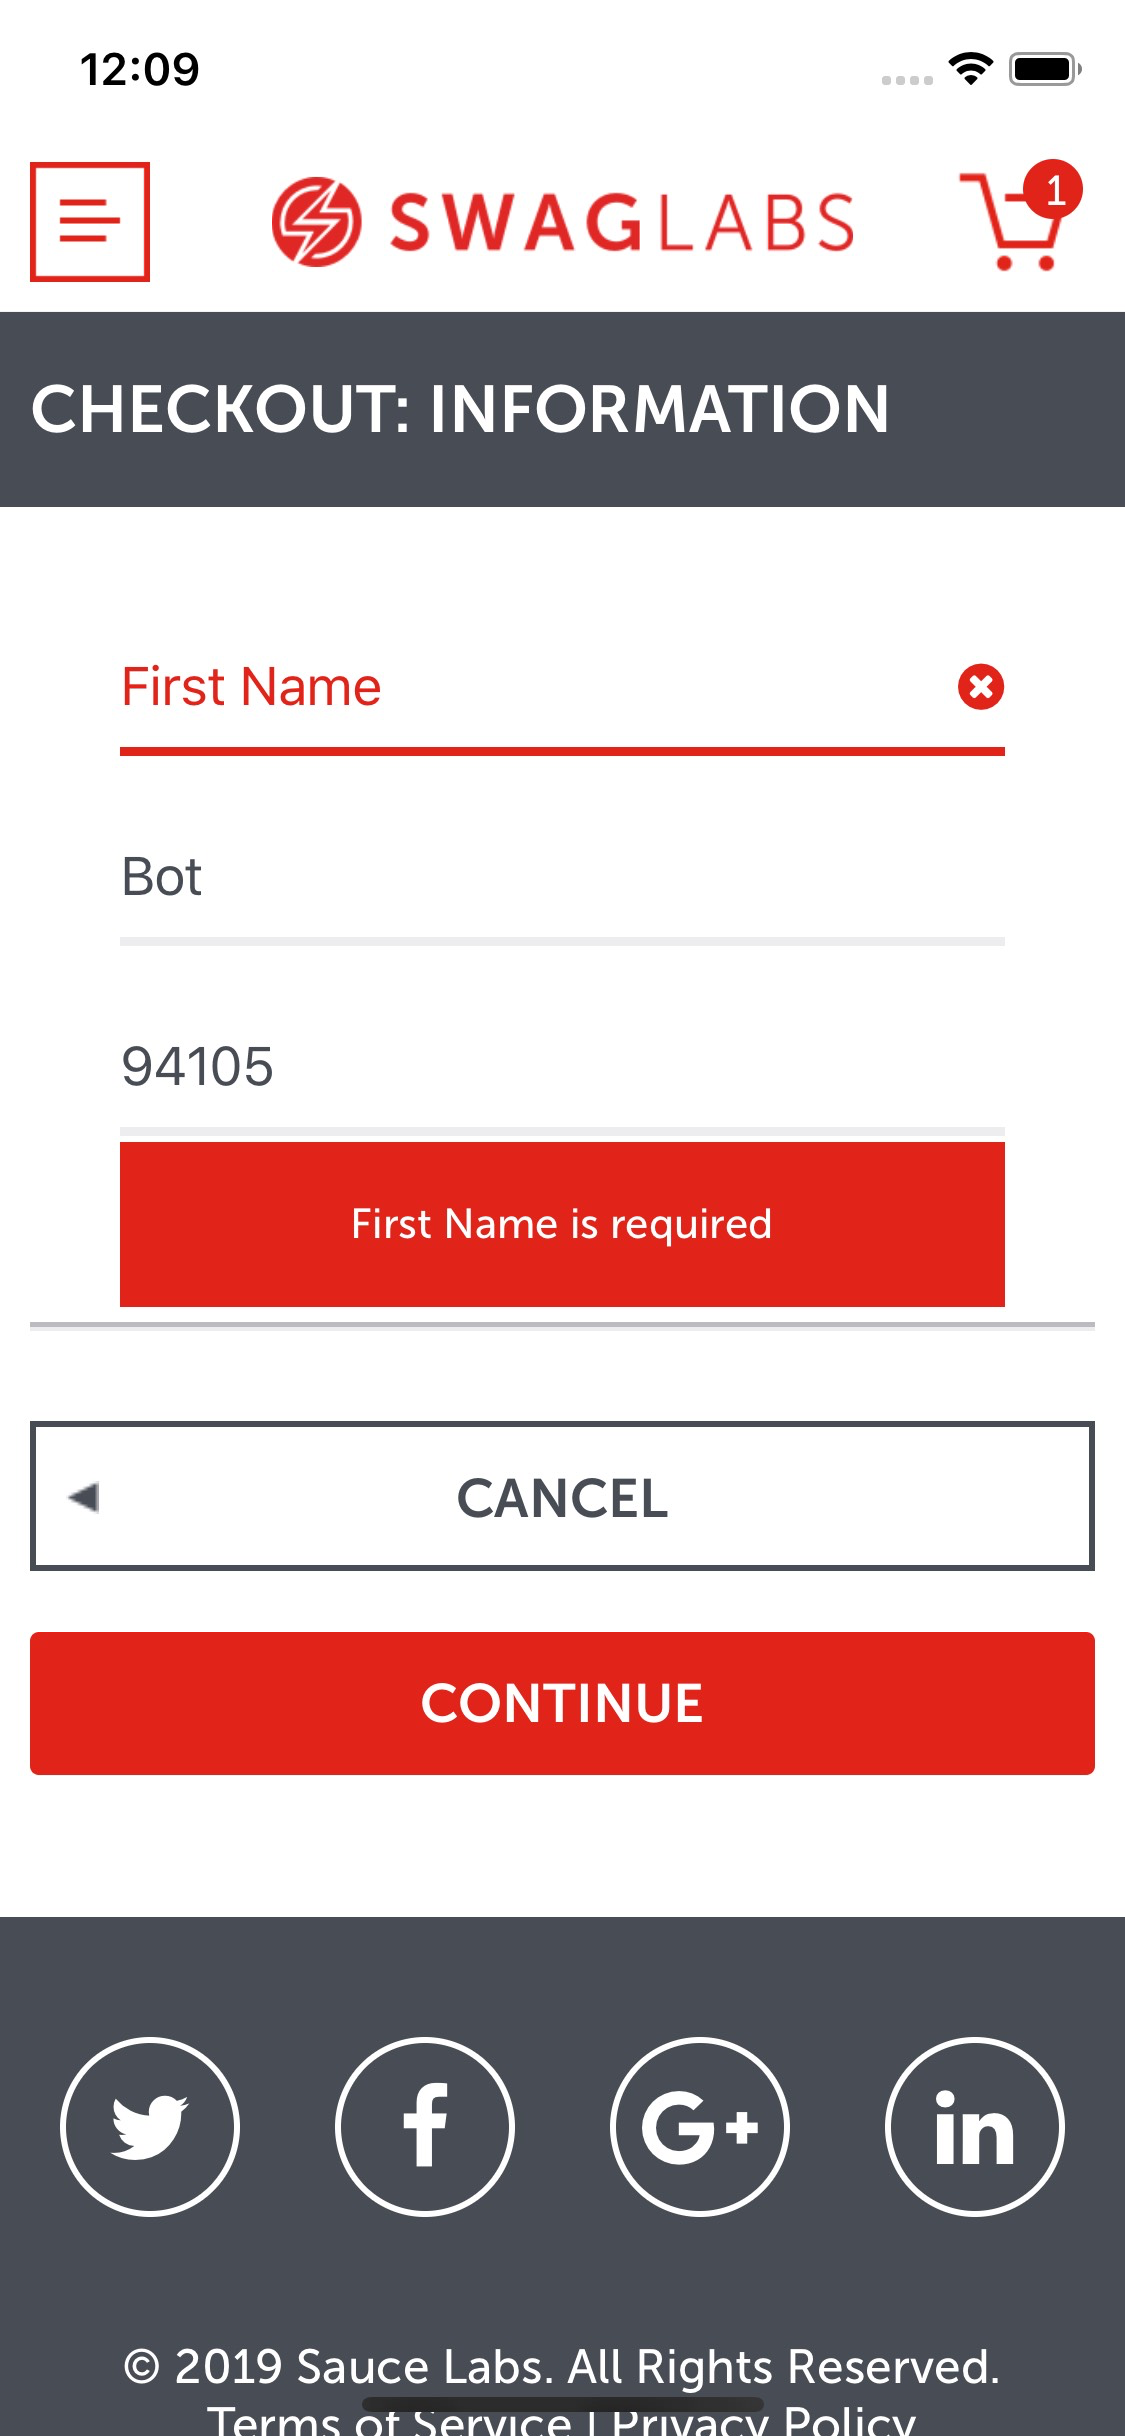 12:09
SWAGLABS
1
CHECKOUT: INFORMATION
First Name
Bot
94105
First Name is required
CANCEL
CONTINUE
f
G+
in
© 2019 Sauce Labs. All Rights Reserved.
Terms of Service | Privacy Policy